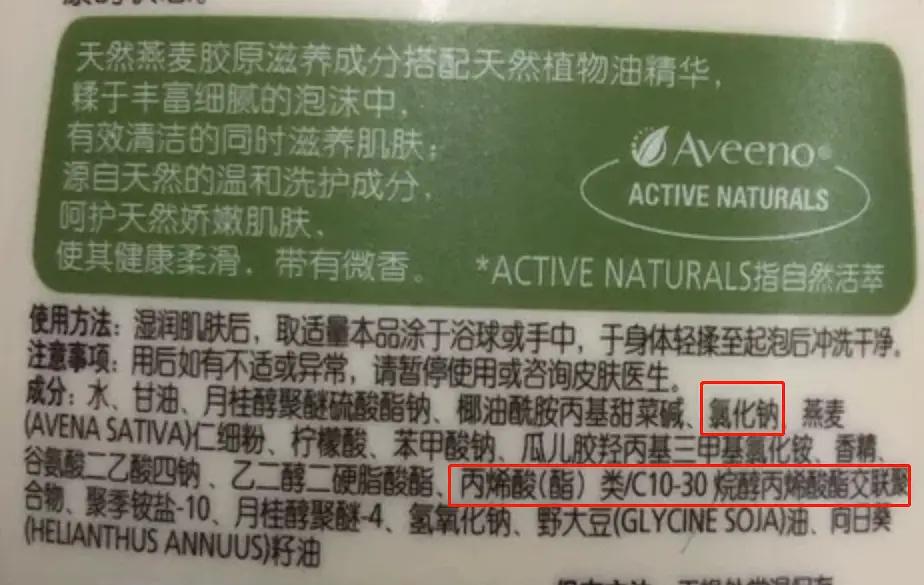 天然燕麦胶原滋养成分搭配天然植物油精华，
糅于丰富细腻的泡沫中，
有效清洁的同时滋养肌肤；
源自天然的温和洗护成分，
呵护天然娇嫩肌肤、
使其健康柔滑，带有微香。
Aveeno®
ACTIVE NATURALS
*ACTIVE NATURALS指自然活萃
使用方法：湿润肌肤后，取适量本品涂于浴球或手中，于身体轻揉至起泡后冲洗干净。
注意事项：用后如有不适或异常，请暂停使用或咨询皮肤医生。
成分：水、甘油、月桂醇聚醚硫酸酯钠、椰油酰胺丙基甜菜碱、氯化钠、燕麦
(AVENA SATIVA)仁细粉、柠檬酸、苯甲酸钠、瓜儿胶羟丙基三甲基氯化铵、香精、
谷氨酸二乙酸四钠、乙二醇二硬脂酸酯、丙烯酸(酯）类/C10-30 烷醇丙烯酸酯交联聚
合物、聚季铵盐-10、月桂醇聚醚-4、氢氧化钠、野大豆(GLYCINE SOJA)油、向日葵
(HELIANTHUS ANNUUS)籽油